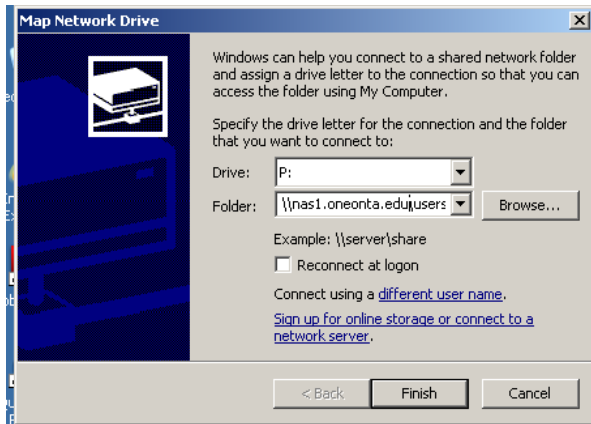 Map Network Drive
Windows can help you connect to a shared network folder
and assign a drive letter to the connection so that you can
access the folder using My Computer.
Specify the drive letter for the connection and the folder
that you want to connect to:
Drive: P:
Folder: \\nas1.oneonta.edu\users Browse...
Example: \\server\share
Reconnect at logon
Connect using a different user name.
Sign up for online storage or connect to a
network server.
< Back Finish Cancel